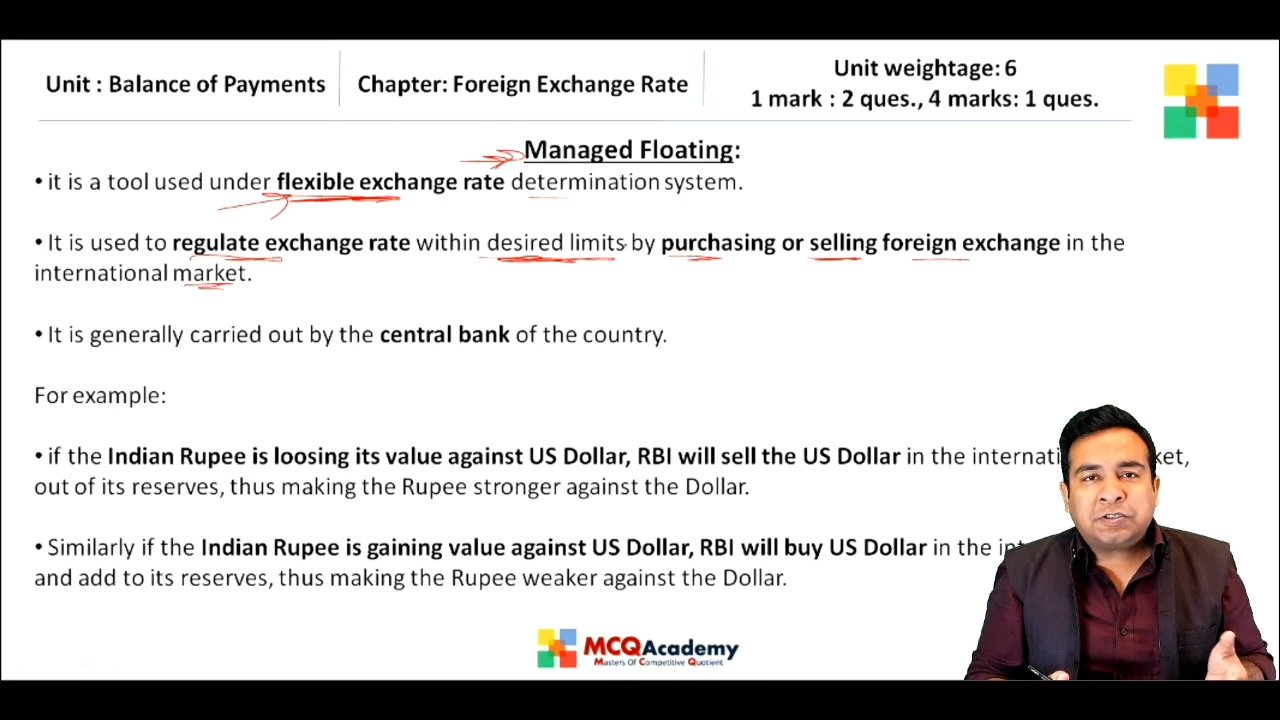 Unit : Balance of Payments
Chapter: Foreign Exchange Rate
Unit weightage: 6
1 mark : 2 ques., 4 marks: 1 ques.
Managed Floating:
• it is a tool used under flexible exchange rate determination system.
• It is used to regulate exchange rate within desired limits by purchasing or selling foreign exchange in the
international market.
• It is generally carried out by the central bank of the country.
For example:
• if the Indian Rupee is loosing its value against US Dollar, RBI will sell the US Dollar in the
out of its reserves, thus making the Rupee stronger against the Dollar.
• Similarly if the Indian Rupee is gaining value against US Dollar, RBI will buy US Dollar in the
and add to its reserves, thus making the Rupee weaker against the Dollar.
MCQAcademy
Masters Of Competitive Quotient